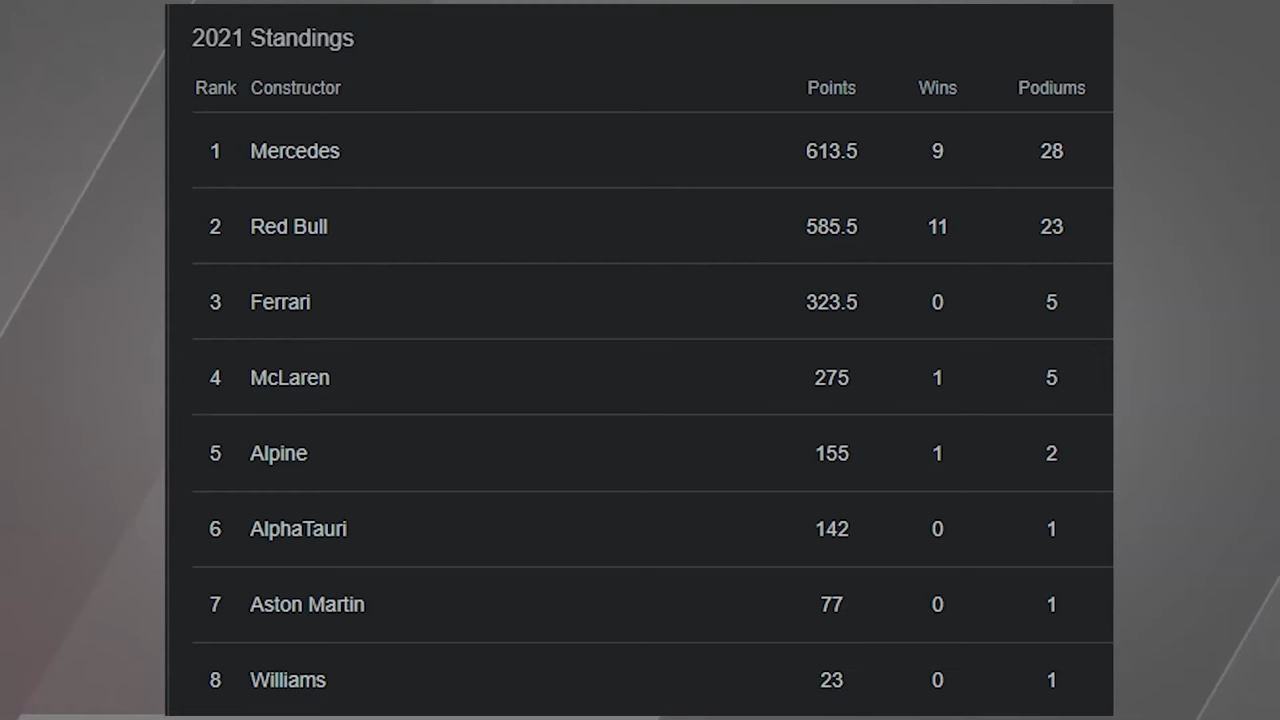 2021 Standings
Rank Constructor Points Wins Podiums
1 Mercedes 613.5 9 28
2 Red Bull 585.5 11 23
3 Ferrari 323.5 0 5
4 McLaren 275 1 5
5 Alpine 155 1 2
6 AlphaTauri 142 0 1
7 Aston Martin 77 0 1
8 Williams 23 0 1